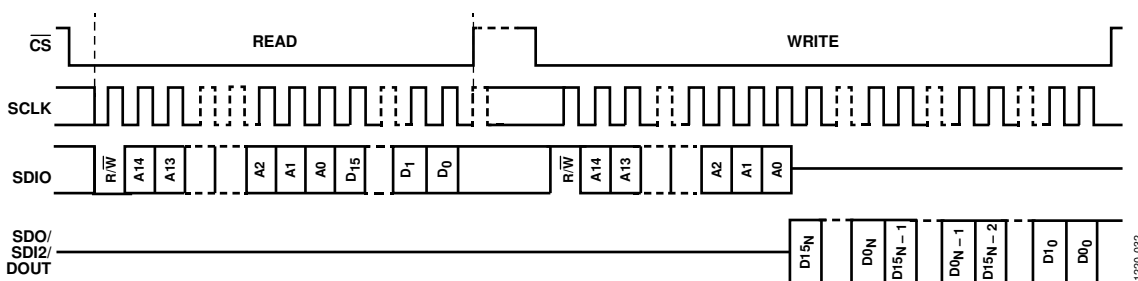 CS READ WRITE
SCLK
SDIO R/W A14 A13 A2 A1 A0 D15 D1 D0 R/W A14 A13 A2 A1 A0
SDO/
SDI2/
DOUT
D15N D0N D15N – 1 D0N – 1 D15N – 2 D10 D00